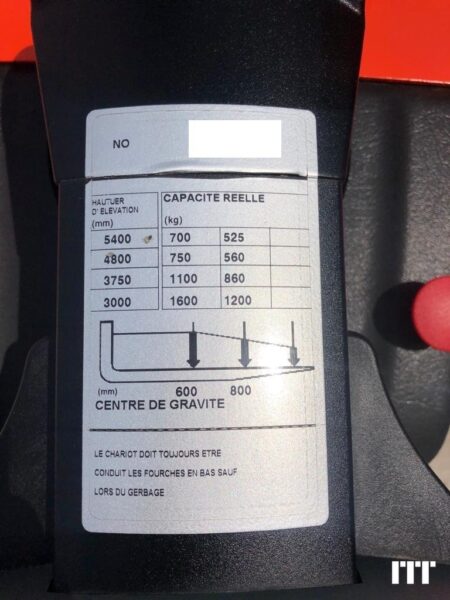 NO
HAUTUER
D' ELEVATION
(mm)
CAPACITE REELLE
(kg)
5400 700 525
4800 750 560
3750 1100 860
3000 1600 1200
(mm) 600 800
CENTRE DE GRAVITE
LE CHARIOT DOIT TOUJOURS ETRE
CONDUIT LES FOURCHES EN BAS SAUF
LORS DU GERBAGE
ITT